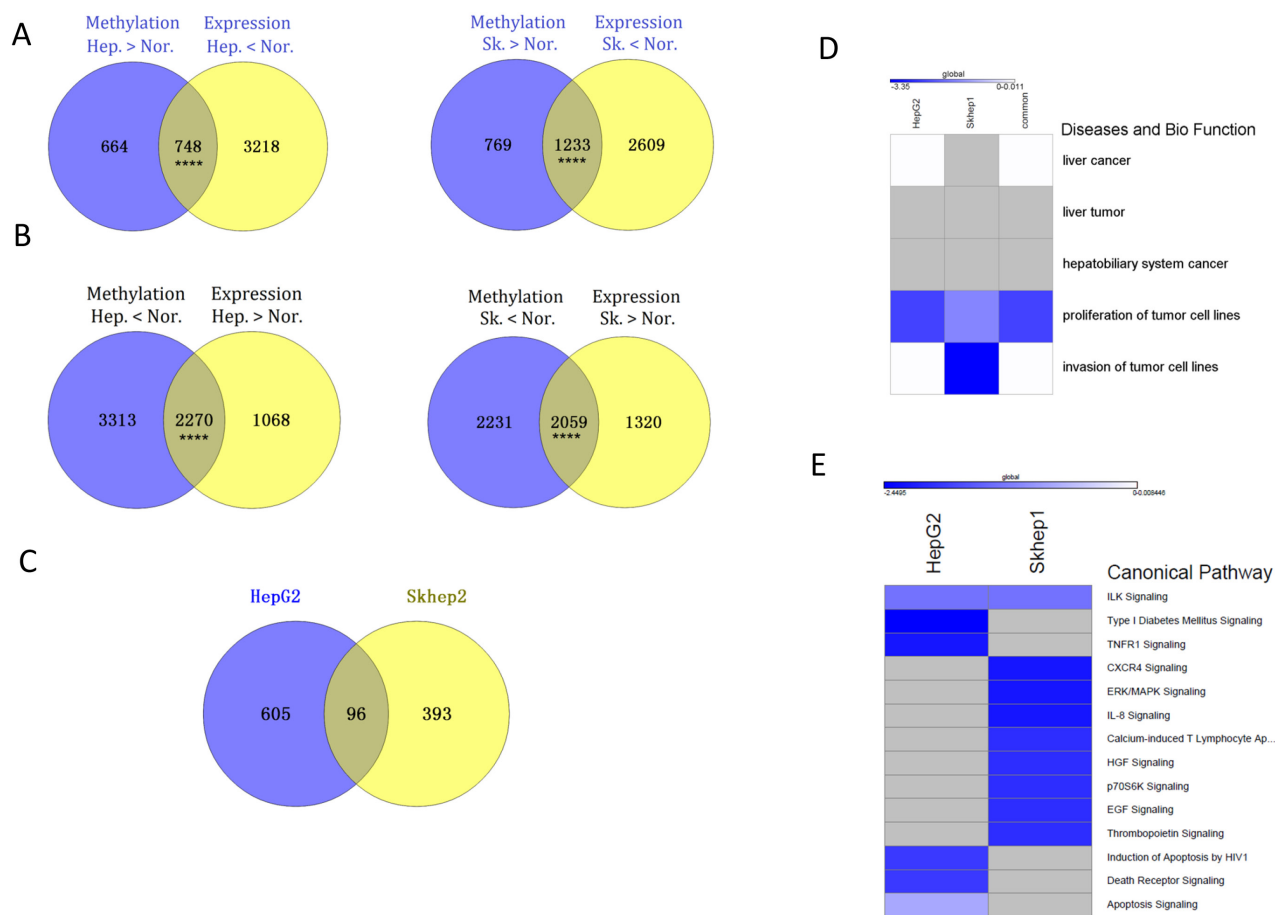 A
Methylation
Hep. > Nor.
Expression
Hep. < Nor.
664
748
****
3218
Methylation
Sk. > Nor.
Expression
Sk. < Nor.
769
1233
****
2609
B
Methylation
Hep. < Nor.
Expression
Hep. > Nor.
3313
2270
****
1068
Methylation
Sk. < Nor.
Expression
Sk. > Nor.
2231
2059
****
1320
C
HepG2
Skhep2
605
96
393
D
global
-3.35
0-0.011
HepG2
Skhep1
common
Diseases and Bio Function
liver cancer
liver tumor
hepatobiliary system cancer
proliferation of tumor cell lines
invasion of tumor cell lines
E
global
-2.4495
0-0.008446
HepG2
Skhep1
Canonical Pathway
ILK Signaling
Type I Diabetes Mellitus Signaling
TNFR1 Signaling
CXCR4 Signaling
ERK/MAPK Signaling
IL-8 Signaling
Calcium-induced T Lymphocyte Ap...
HGF Signaling
p70S6K Signaling
EGF Signaling
Thrombopoietin Signaling
Induction of Apoptosis by HIV1
Death Receptor Signaling
Apoptosis Signaling